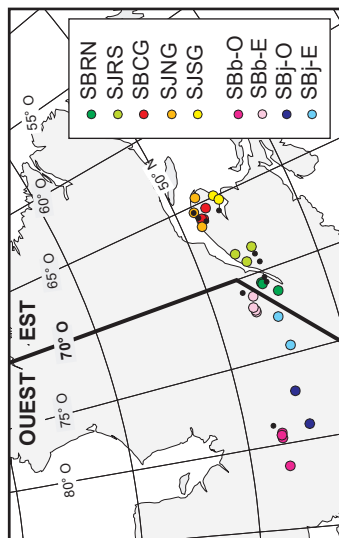 OUEST EST
80° O
75° O
70° O
65° O
60° O
55° O
50° N
SBRN
SJRS
SBCG
SJNG
SJSG
SBb-O
SBb-E
SBj-O
SBj-E